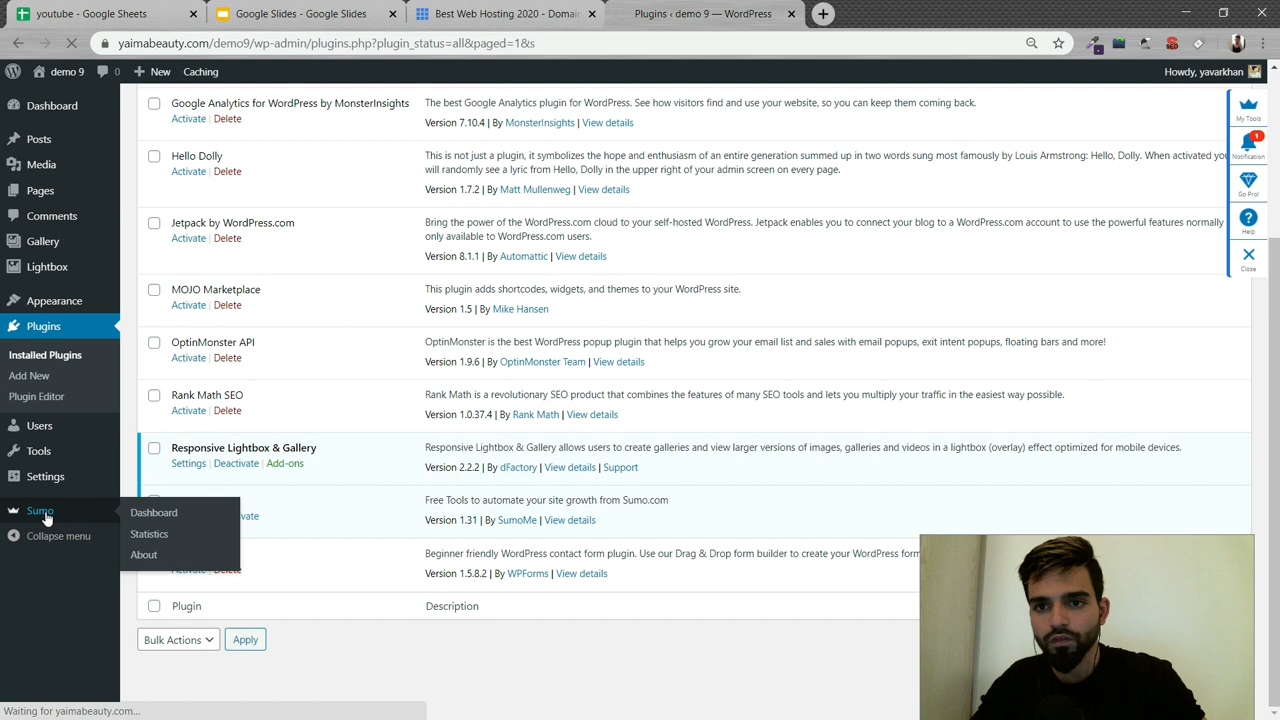 youtube - Google Sheets
Google Slides - Google Slides
Best Web Hosting 2020 - Domai
Plugins ‹ demo 9 — WordPress
yaimabeauty.com/demo9/wp-admin/plugins.php?plugin_status=all&paged=1&s
demo 9
0
New
Caching
Howdy, yavarkhan
Dashboard
Posts
Media
Pages
Comments
Gallery
Lightbox
Appearance
Plugins
Installed Plugins
Add New
Plugin Editor
Users
Tools
Settings
Sumo
Collapse menu
Dashboard
Statistics
About
Google Analytics for WordPress by MonsterInsights
Activate | Delete
The best Google Analytics plugin for WordPress. See how visitors find and use your website, so you can keep them coming back.
Version 7.10.4 | By MonsterInsights | View details
Hello Dolly
Activate | Delete
This is not just a plugin, it symbolizes the hope and enthusiasm of an entire generation summed up in two words sung most famously by Louis Armstrong: Hello, Dolly. When activated you
will randomly see a lyric from Hello, Dolly in the upper right of your admin screen on every page.
Version 1.7.2 | By Matt Mullenweg | View details
Jetpack by WordPress.com
Activate | Delete
Bring the power of the WordPress.com cloud to your self-hosted WordPress. Jetpack enables you to connect your blog to a WordPress.com account to use the powerful features normally
only available to WordPress.com users.
Version 8.1.1 | By Automattic | View details
MOJO Marketplace
Activate | Delete
This plugin adds shortcodes, widgets, and themes to your WordPress site.
Version 1.5 | By Mike Hansen
OptinMonster API
Activate | Delete
OptinMonster is the best WordPress popup plugin that helps you grow your email list and sales with email popups, exit intent popups, floating bars and more!
Version 1.9.6 | By OptinMonster Team | View details
Rank Math SEO
Activate | Delete
Rank Math is a revolutionary SEO product that combines the features of many SEO tools and lets you multiply your traffic in the easiest way possible.
Version 1.0.37.4 | By Rank Math | View details
Responsive Lightbox & Gallery
Settings | Deactivate | Add-ons
Responsive Lightbox & Gallery allows users to create galleries and view larger versions of images, galleries and videos in a lightbox (overlay) effect optimized for mobile devices.
Version 2.2.2 | By dFactory | View details | Support
Free Tools to automate your site growth from Sumo.com
Version 1.31 | By SumoMe | View details
Beginner friendly WordPress contact form plugin. Use our Drag & Drop form builder to create your WordPress form
Version 1.5.8.2 | By WPForms | View details
Plugin
Description
Bulk Actions
Apply
My Tools
1
Notification
Go Pro!
Help
Close
SEO
Waiting for yaimabeauty.com...